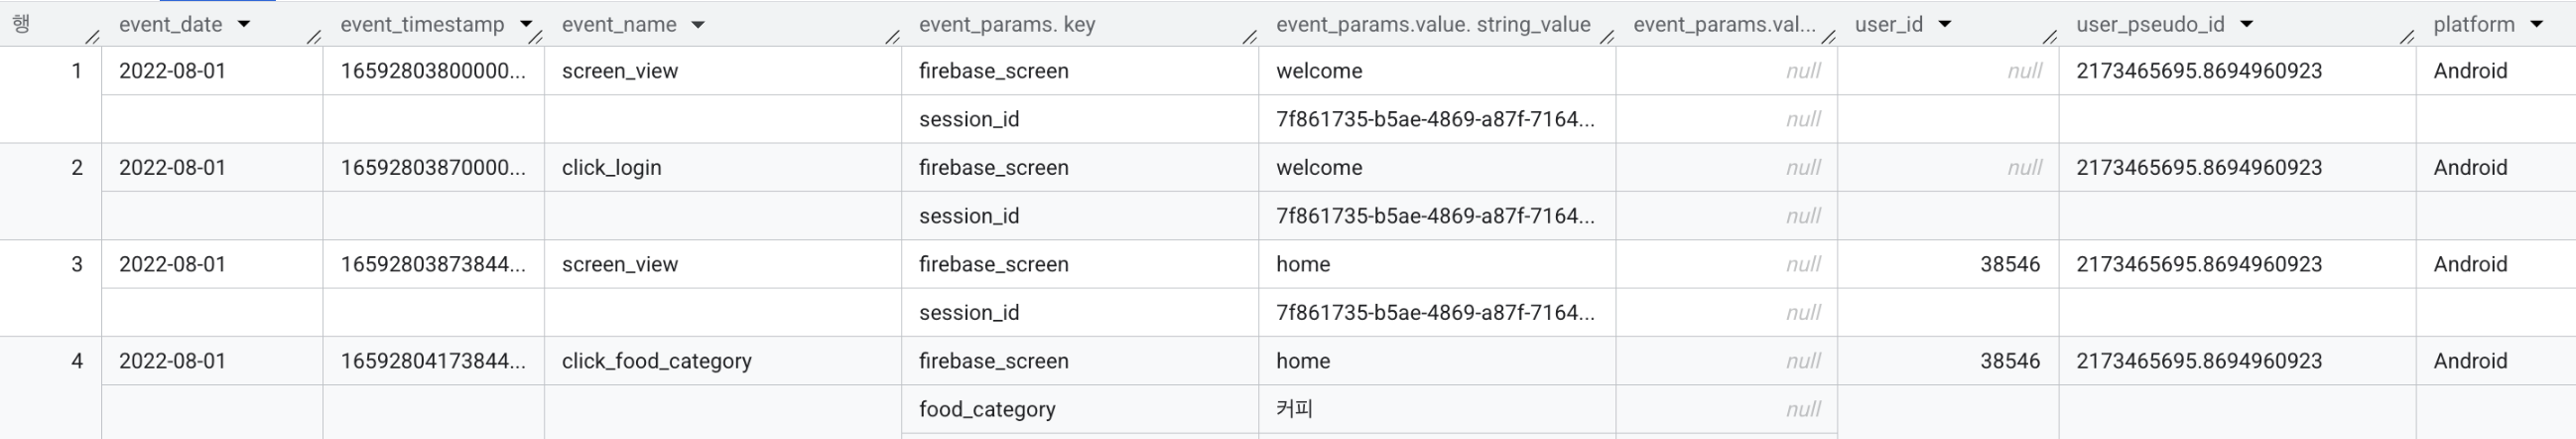 행 event_date event_timestamp event_name event_params. key event_params.value. string_value event_params.val... user_id user_pseudo_id platform
1 2022-08-01 16592803800000... screen_view firebase_screen welcome null null 2173465695.8694960923 Android
session_id 7f861735-b5ae-4869-a87f-7164... null
2 2022-08-01 16592803870000... click_login firebase_screen welcome null null 2173465695.8694960923 Android
session_id 7f861735-b5ae-4869-a87f-7164... null
3 2022-08-01 16592803873844... screen_view firebase_screen home null 38546 2173465695.8694960923 Android
session_id 7f861735-b5ae-4869-a87f-7164... null
4 2022-08-01 16592804173844... click_food_category firebase_screen home null 38546 2173465695.8694960923 Android
food_category 커피 null